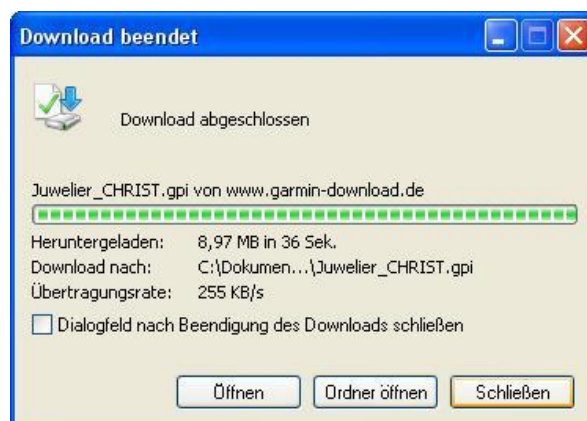 Download beendet
Download abgeschlossen
Juwelier_CHRIST.gpi von www.garmin-download.de
Heruntergeladen: 8,97 MB in 36 Sek.
Download nach: C:\Dokumen...\Juwelier_CHRIST.gpi
Übertragungsrate: 255 KB/s
Dialogfeld nach Beendigung des Downloads schließen
Öffnen Ordner öffnen Schließen